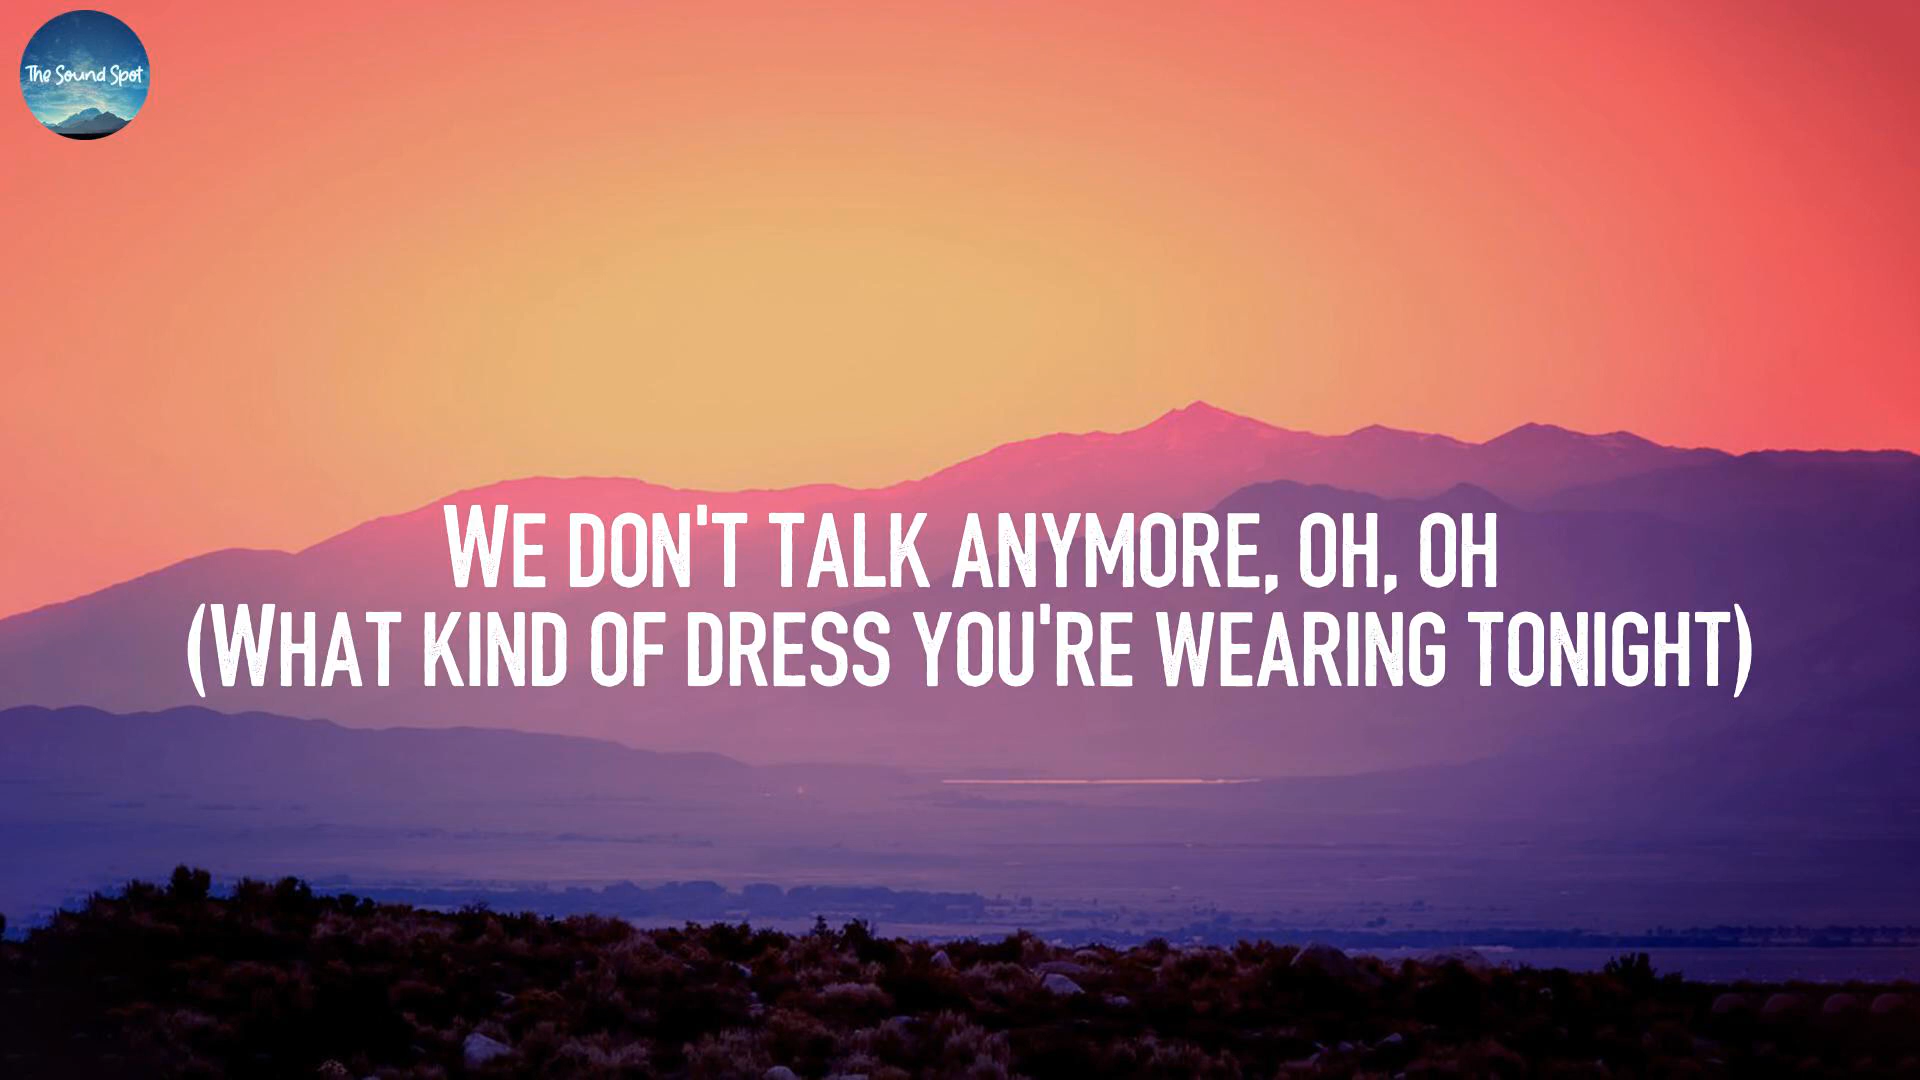 The Sound Spot
We don't talk anymore, oh, oh
(What kind of dress you're wearing tonight)